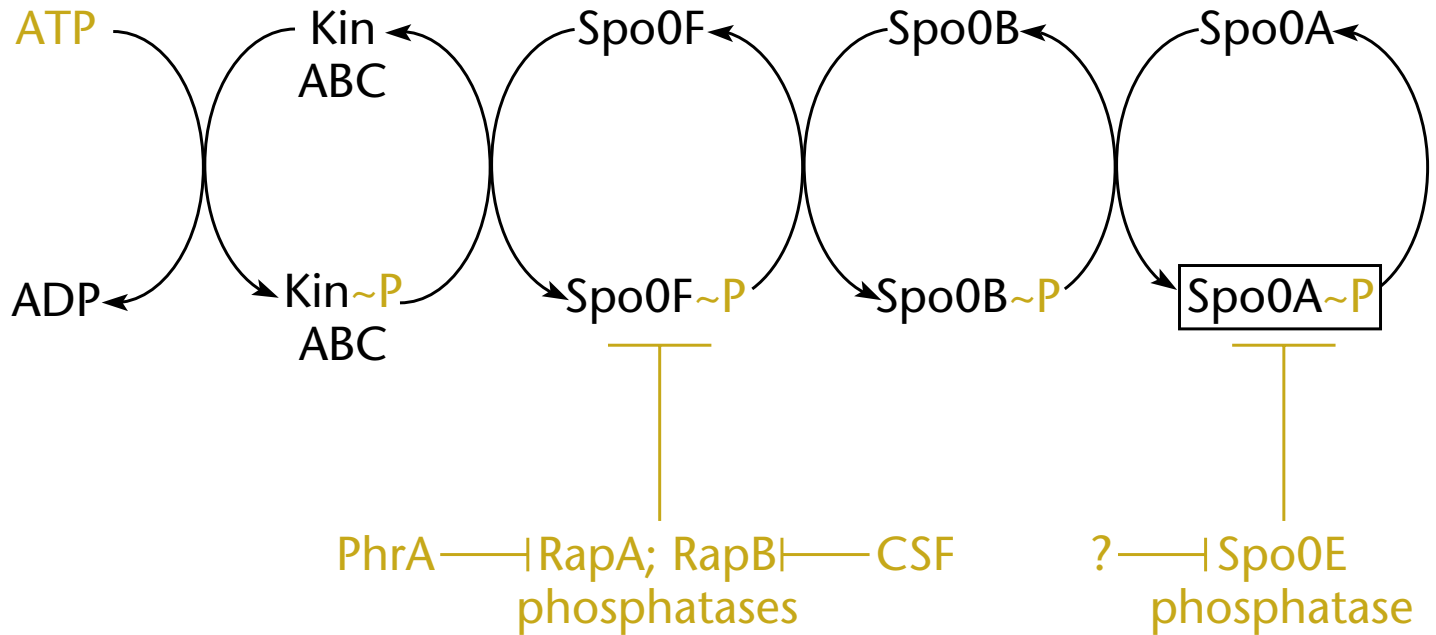 ATP
Kin
ABC
Spo0F
Spo0B
Spo0A
ADP
Kin~P
ABC
Spo0F~P
Spo0B~P
Spo0A~P
PhrA
RapA; RapB
phosphatases
CSF
?
Spo0E
phosphatase